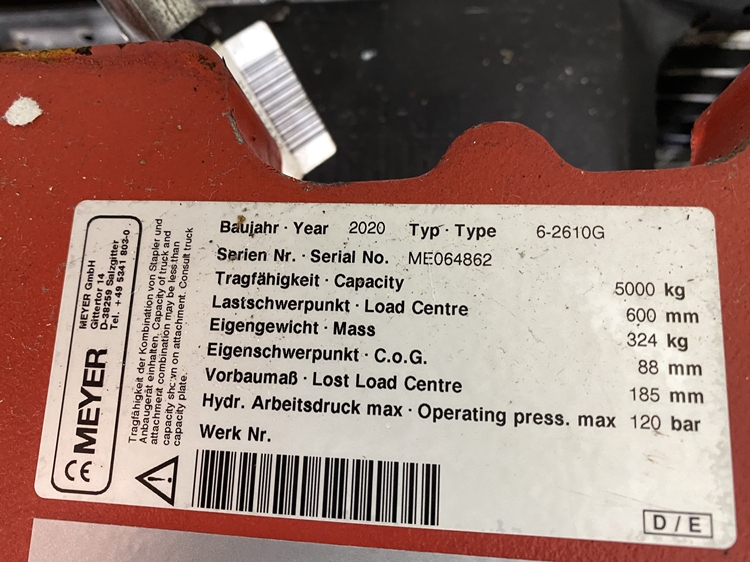 Baujahr · Year 2020 Typ · Type 6-2610G
Serien Nr. · Serial No. ME064862
Tragfähigkeit · Capacity 5000 kg
Lastschwerpunkt · Load Centre 600 mm
Eigengewicht · Mass 324 kg
Eigenschwerpunkt · C.o.G. 88 mm
Vorbaumaß · Lost Load Centre 185 mm
Hydr. Arbeitsdruck max · Operating press. max 120 bar
Werk Nr.
D / E
CE MEYER
MEYER GmbH
Gitterfor 14
D-38259 Salzgitter
Tel. +49 5341 803-0
Tragfähigkeit der Kombination von Stapler und
Anbaugerät einhalten. Capacity of truck and
attachment combination may be less than
capacity shown on attachment. Consult truck
capacity plate.